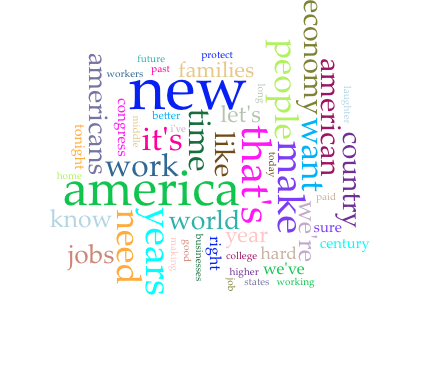 economy
future
protect
past
workers
families
new
people
americans
american
laughter
long
congress
better
let's
tonight
middle
it's
i've
time
like
that's
make
want
country
work
today
home
america
paid
know
need
years
world
we're
sure
year
century
jobs
making
good
businesses
right
college
hard
higher
we've
job
states
working